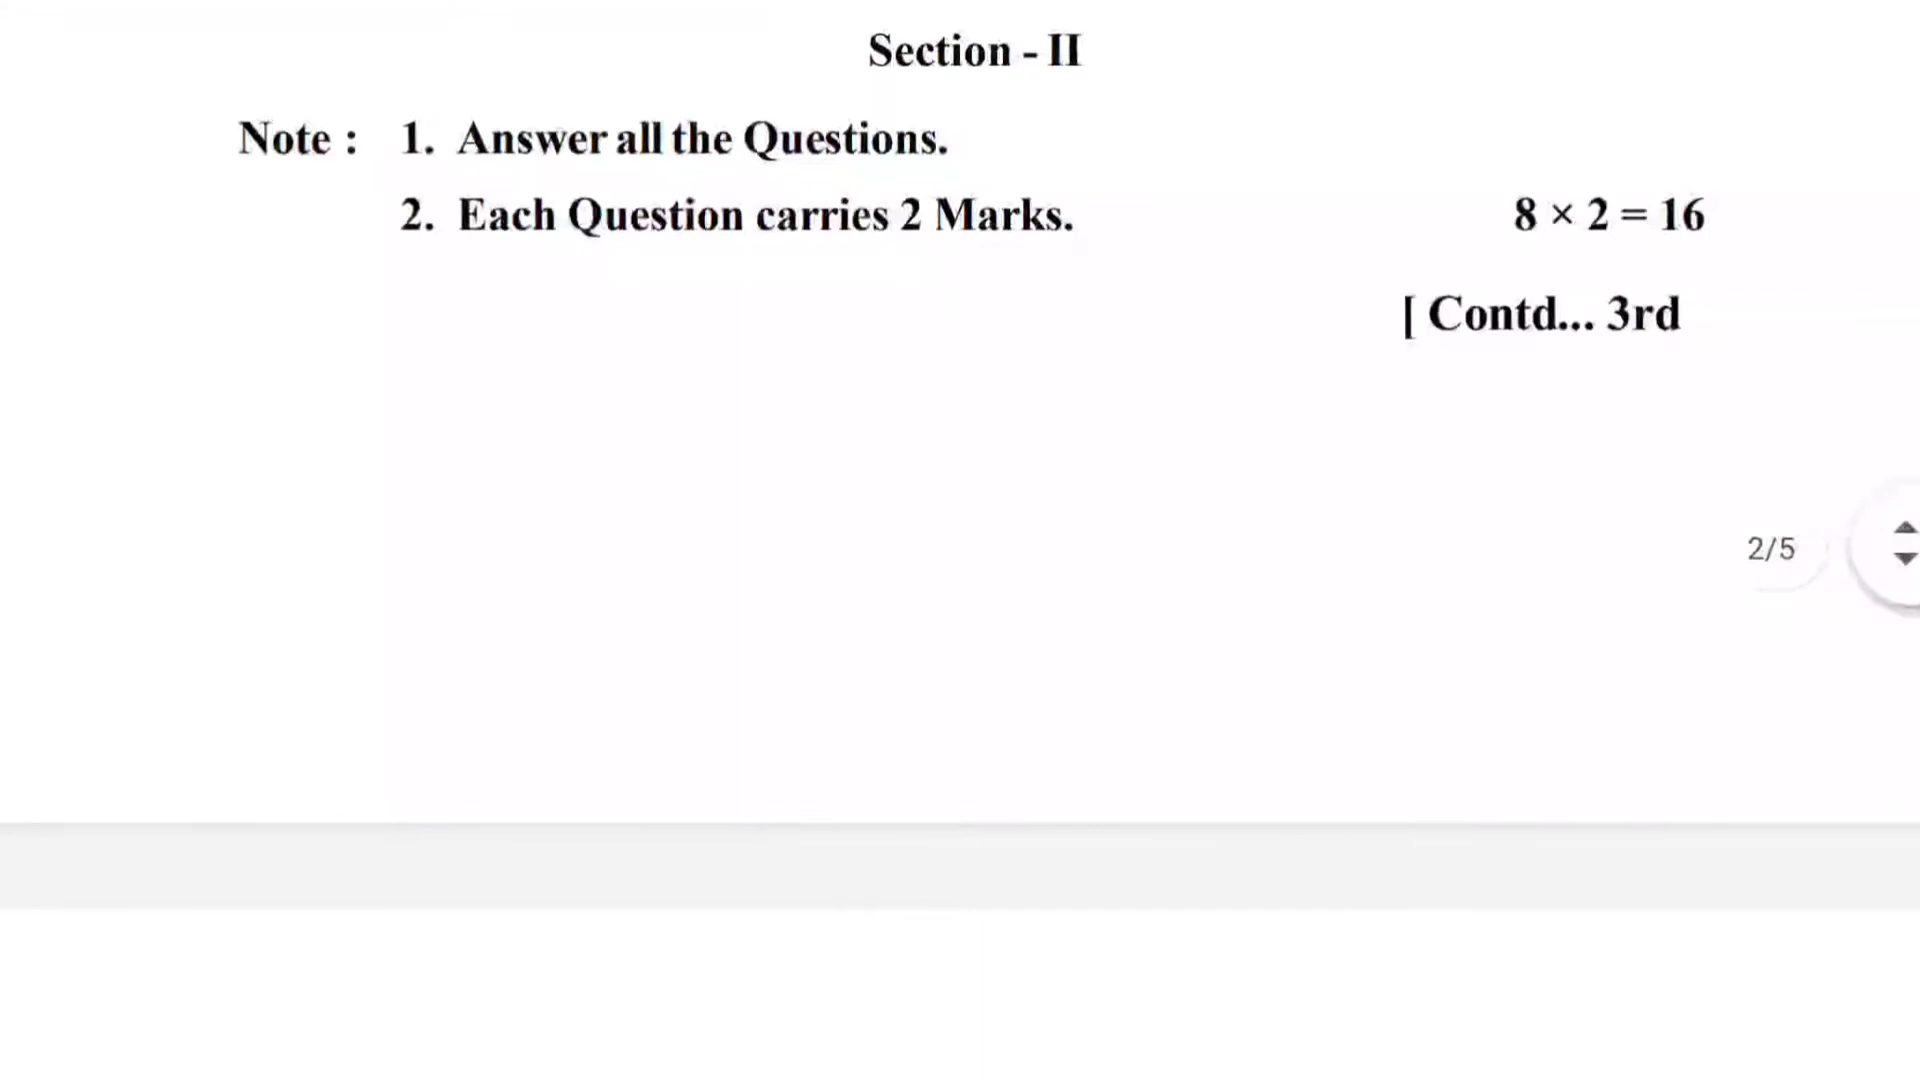 Section - II
Note : 1. Answer all the Questions.
2. Each Question carries 2 Marks. 8 × 2 = 16
[ Contd... 3rd
2/5